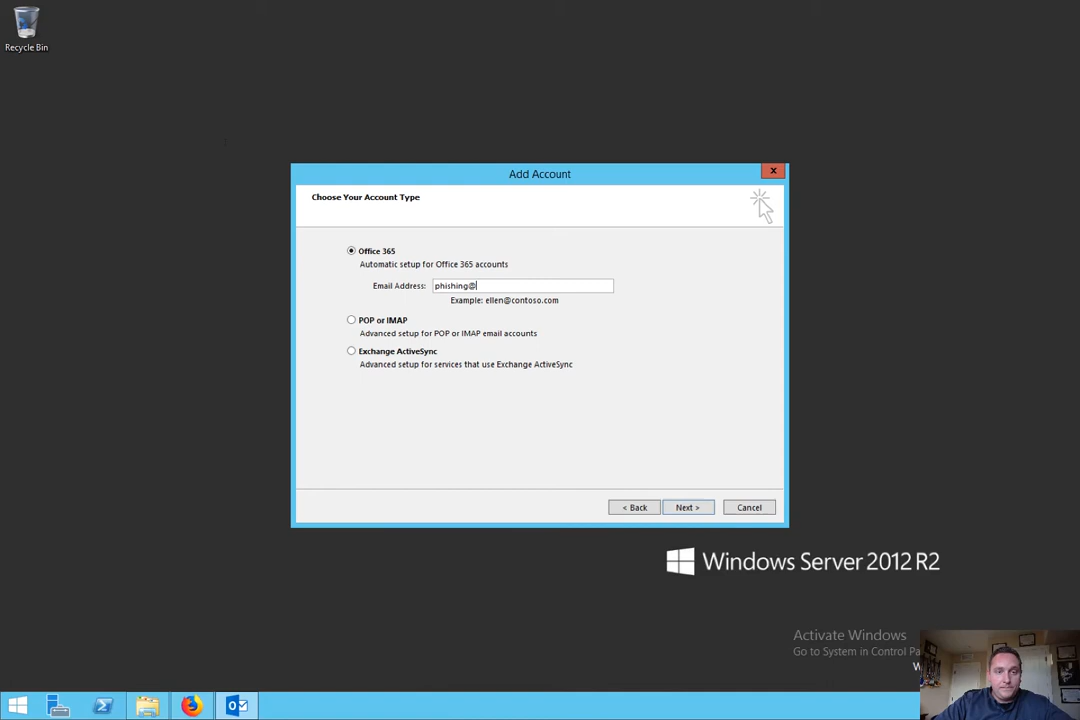 Recycle Bin
Add Account
x
Choose Your Account Type
Office 365
Automatic setup for Office 365 accounts
Email Address: phishing@
Example: ellen@contoso.com
POP or IMAP
Advanced setup for POP or IMAP email accounts
Exchange ActiveSync
Advanced setup for services that use Exchange ActiveSync
< Back
Next >
Cancel
Windows Server 2012 R2
Activate Windows
Go to System in Control
W